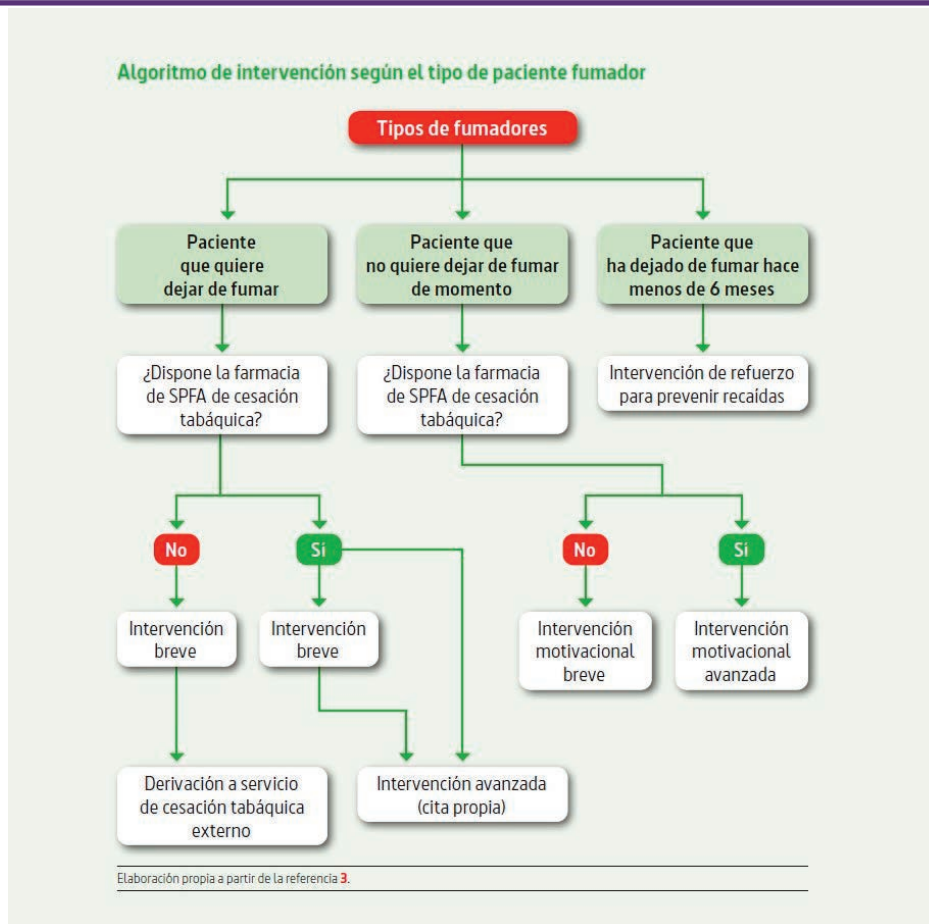 Algoritmo de intervención según el tipo de paciente fumador
Tipos de fumadores
Paciente
que quiere
dejar de fumar
Paciente que
no quiere dejar de fumar
de momento
Paciente que
ha dejado de fumar hace
menos de 6 meses
¿Dispone la farmacia
de SPFA de cesación
tabáquica?
¿Dispone la farmacia
de SPFA de cesación
tabáquica?
Intervención de refuerzo
para prevenir recaídas
No
Si
No
Si
Intervención
breve
Intervención
breve
Intervención
motivacional
breve
Intervención
motivacional
avanzada
Derivación a servicio
de cesación tabáquica
externo
Intervención avanzada
(cita propia)
Elaboración propia a partir de la referencia 3.